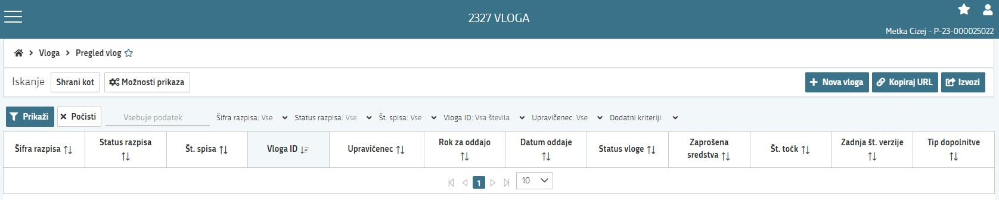 2327 VLOGA
Metka Cizej - P-23-000025022
Vloga Pregled vlog
Iskanje Shrani kot Možnosti prikaza Nova vloga Kopiraj URL Izvozi
Prikaži Počisti Vsebuje podatek Šifra razpisa: Vse Status razpisa: Vse Št. spisa: Vse Vloga ID: Vsa števila Upravičenec: Vse Dodatni kriteriji:
Šifra razpisa
Status razpisa
Št. spisa
Vloga ID
Upravičenec
Rok za oddajo
Datum oddaje
Status vloge
Zaprošena
sredstva
Št. točk
Zadnja št. verzije
Tip dopolnitve
1 10